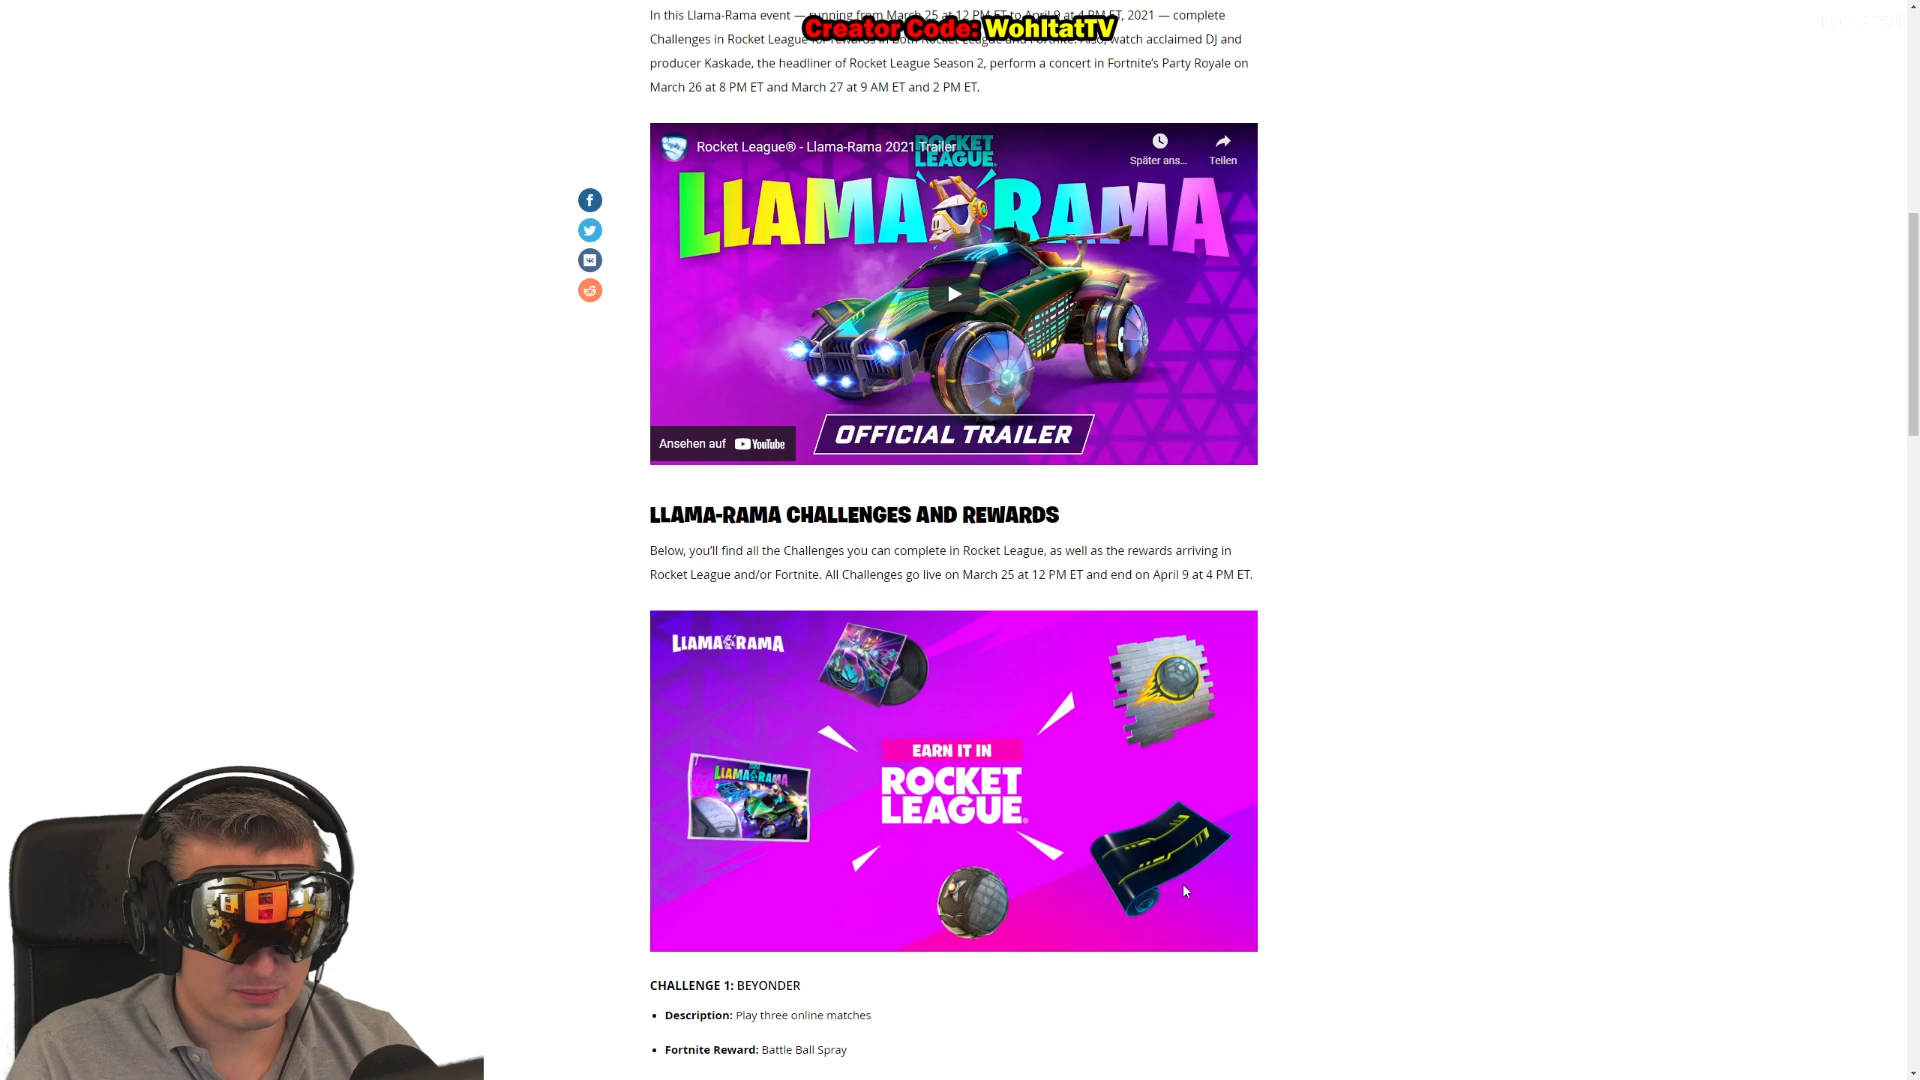 In this Llama-Rama event — running from March 25 at 12 PM ET to April 9 at 4 PM ET, 2021 — complete
Creator Code: WohltatTV
Challenges in Rocket League for rewards in both Rocket League and Fortnite. Also, watch acclaimed DJ and
producer Kaskade, the headliner of Rocket League Season 2, perform a concert in Fortnite's Party Royale on
March 26 at 8 PM ET and March 27 at 9 AM ET and 2 PM ET.
Rocket League® - Llama-Rama 2021 Trailer
ROCKET
LEAGUE
Später ans...
Teilen
LLAMA RAMA
OFFICIAL TRAILER
Ansehen auf YouTube
LLAMA-RAMA CHALLENGES AND REWARDS
Below, you'll find all the Challenges you can complete in Rocket League, as well as the rewards arriving in
Rocket League and/or Fortnite. All Challenges go live on March 25 at 12 PM ET and end on April 9 at 4 PM ET.
LLAMA RAMA
LLAMA RAMA
EARN IT IN
ROCKET
LEAGUE®
CHALLENGE 1: BEYONDER
• Description: Play three online matches
• Fortnite Reward: Battle Ball Spray